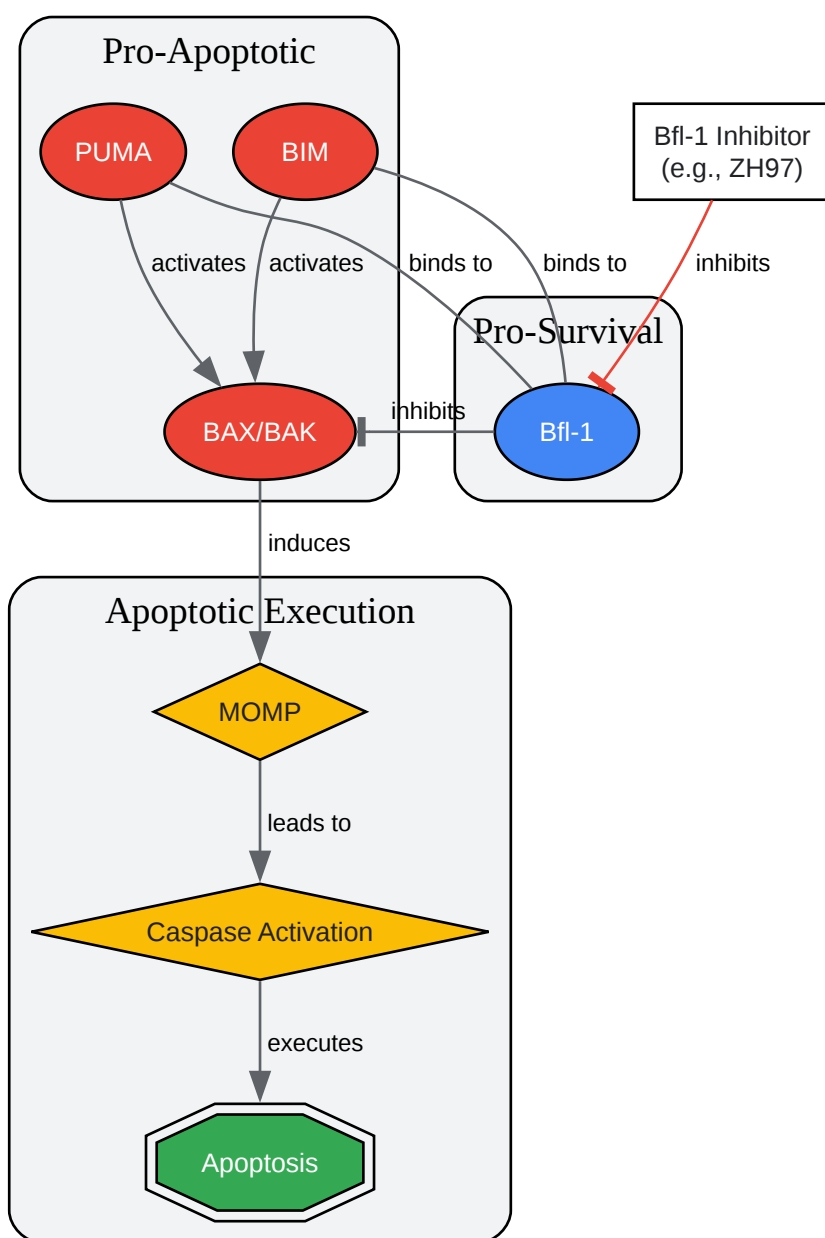 Pro-Apoptotic
PUMA
BIM
Bfl-1 Inhibitor
(e.g., ZH97)
activates
activates
binds to
binds to
inhibits
Pro-Survival
inhibits
BAX/BAK
Bfl-1
induces
Apoptotic Execution
MOMP
leads to
Caspase Activation
executes
Apoptosis